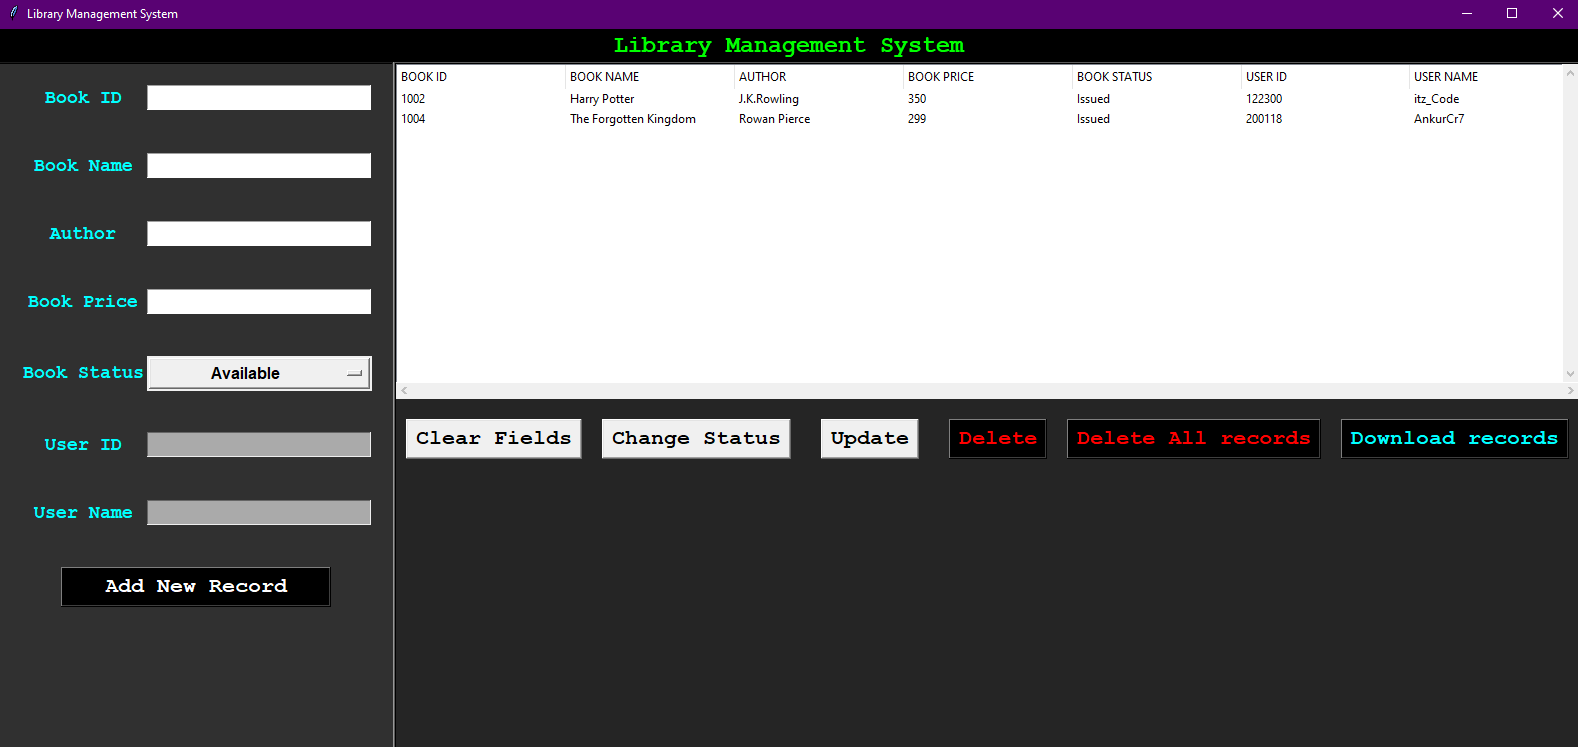 Library Management System
Library Management System
Book ID
Book Name
Author
Book Price
Book Status Available
User ID
User Name
Add New Record
BOOK ID BOOK NAME AUTHOR BOOK PRICE BOOK STATUS USER ID USER NAME
1002 Harry Potter J.K.Rowling 350 Issued 122300 itz_Code
1004 The Forgotten Kingdom Rowan Pierce 299 Issued 200118 AnkurCr7
Clear Fields Change Status Update Delete Delete All records Download records